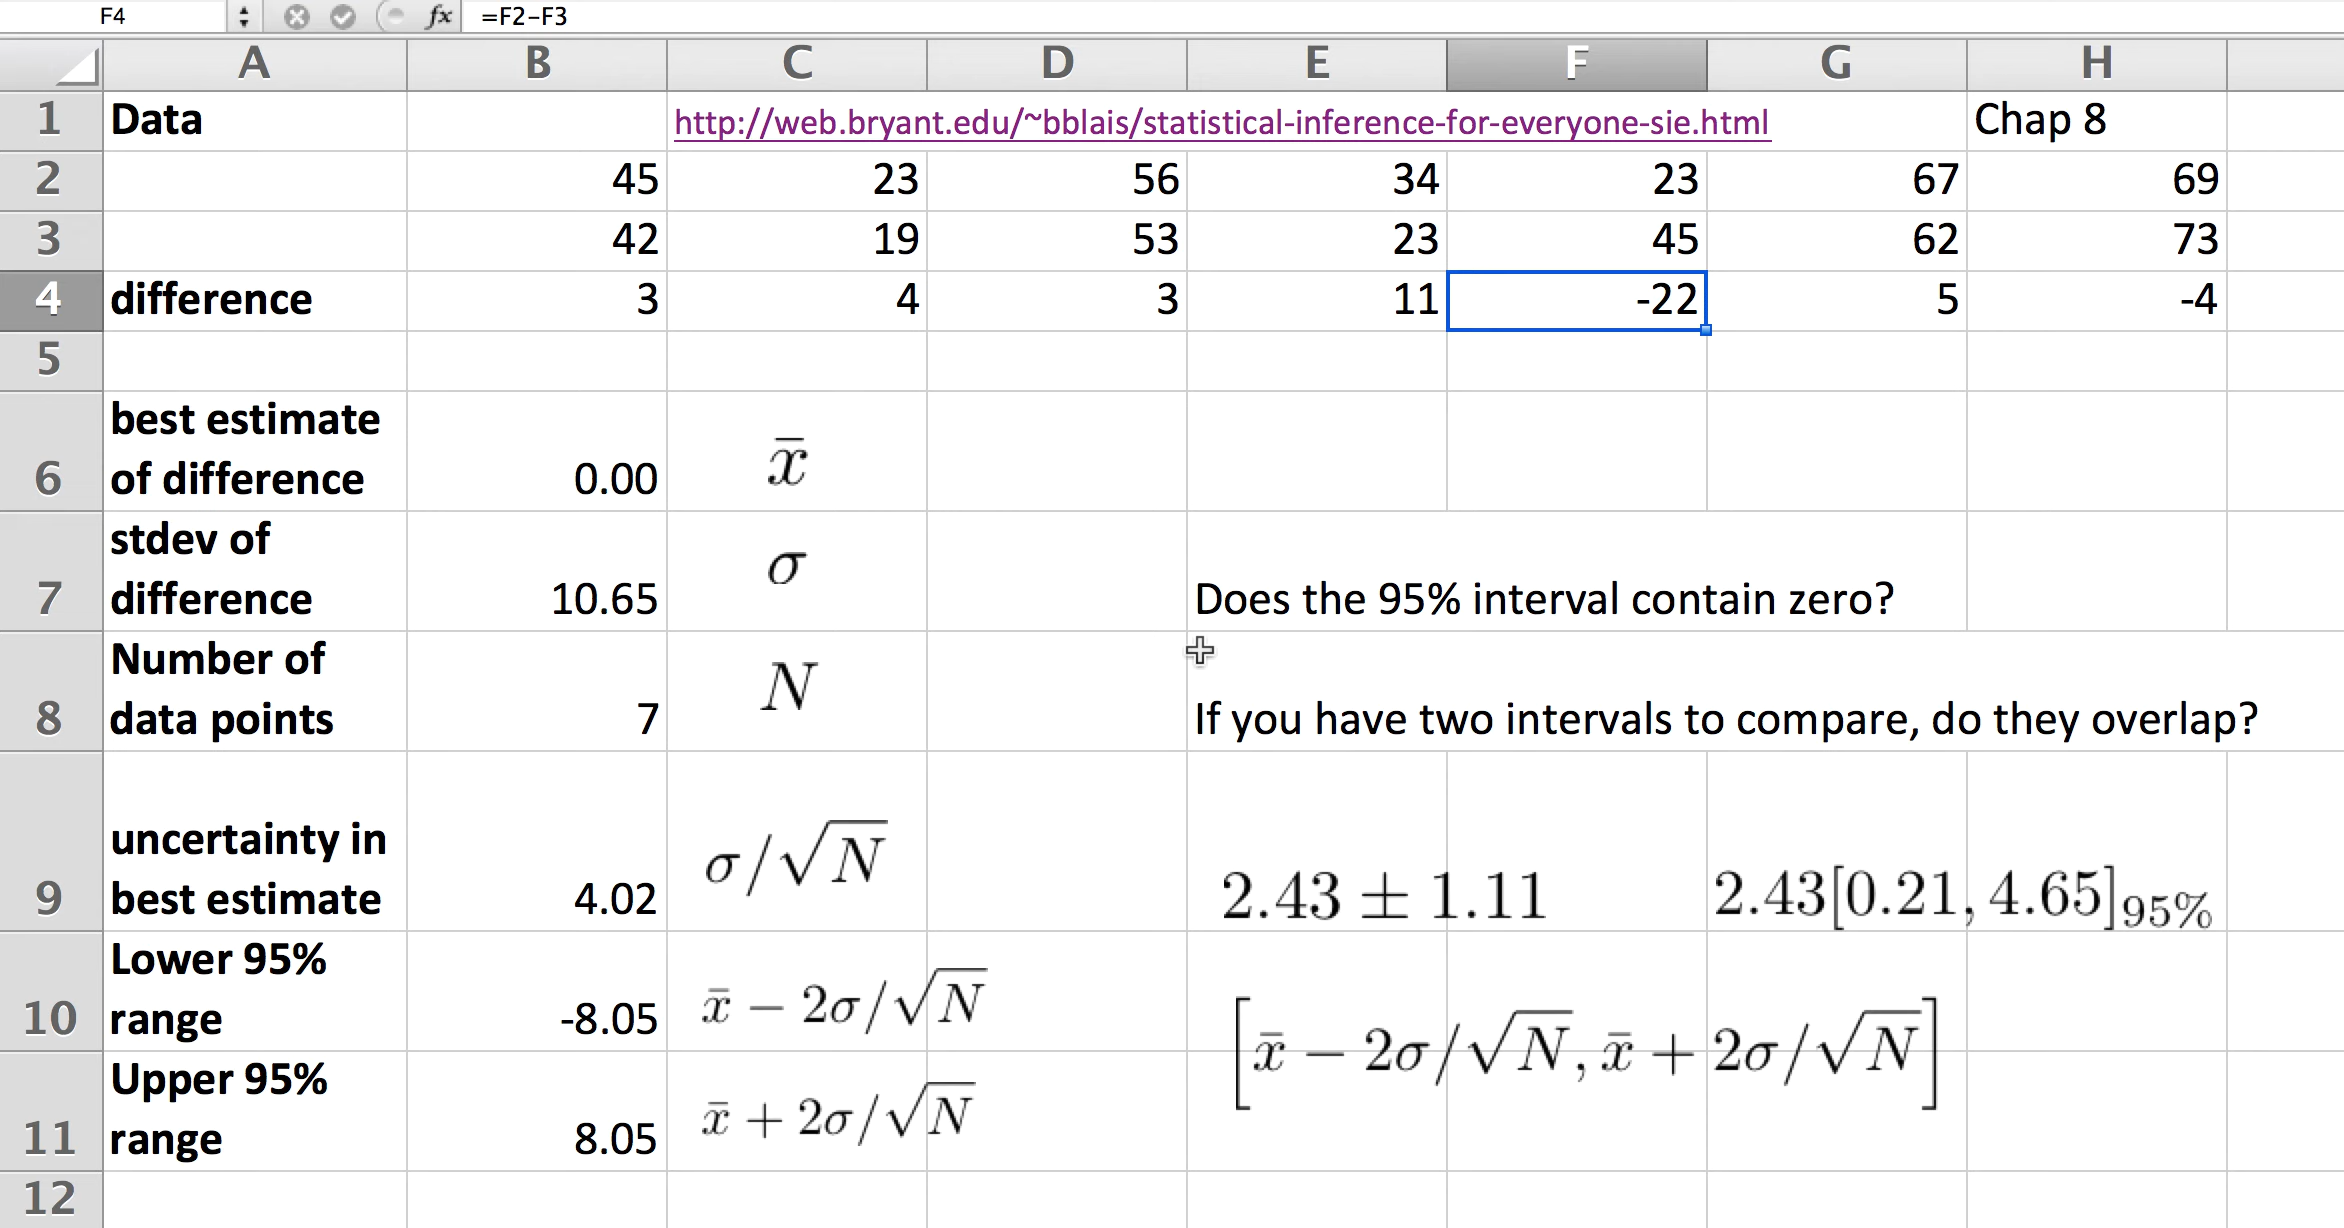 F4 fx =F2-F3
A B C D E F G H
1 Data http://web.bryant.edu/~bblais/statistical-inference-for-everyone-sie.html Chap 8
2 45 23 56 34 23 67 69
3 42 19 53 23 45 62 73
4 difference 3 4 3 11 -22 5 -4
5
best estimate
6 of difference 0.00 x̄
stdev of
7 difference 10.65 σ Does the 95% interval contain zero?
Number of
8 data points 7 N If you have two intervals to compare, do they overlap?
uncertainty in
9 best estimate 4.02 σ/√N 2.43 ± 1.11 2.43[0.21, 4.65]95%
Lower 95%
10 range -8.05 x̄ − 2σ/√N [x̄ − 2σ/√N, x̄ + 2σ/√N]
Upper 95%
11 range 8.05 x̄ + 2σ/√N
12